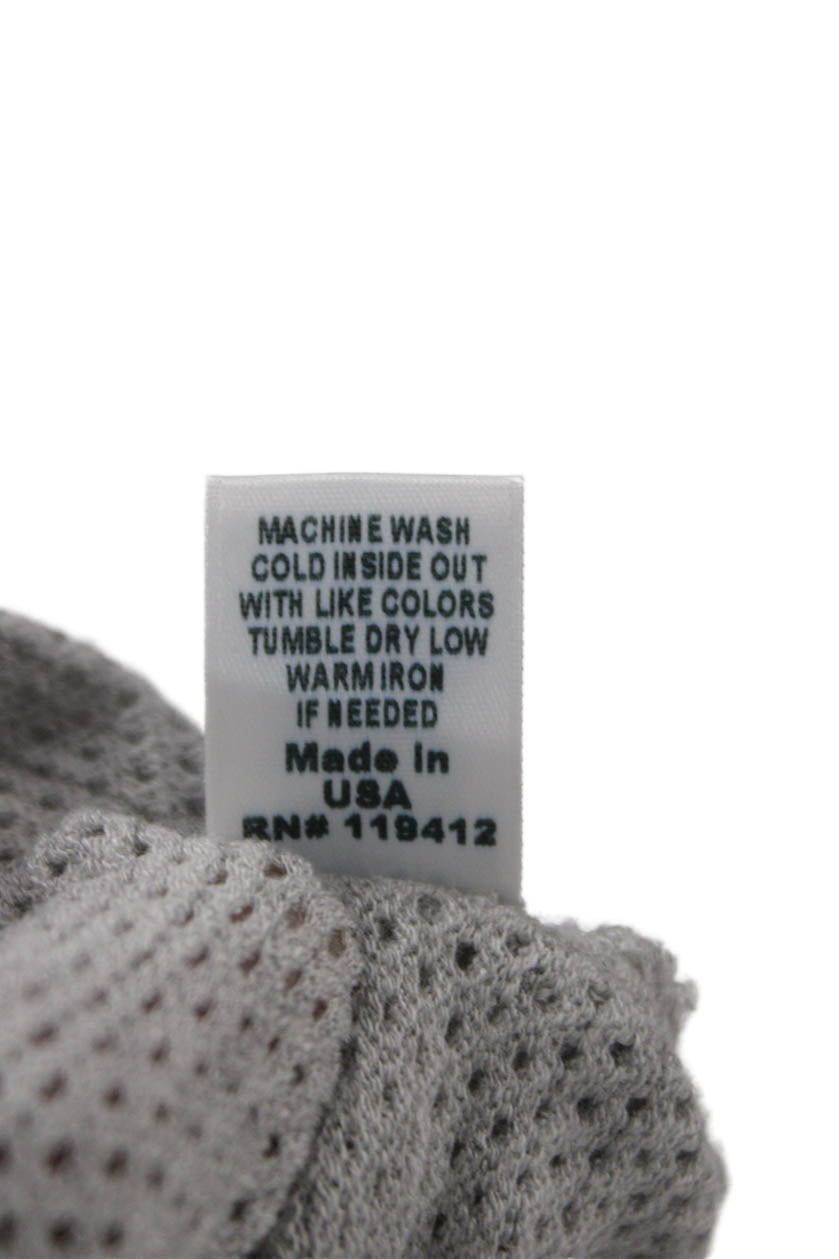 MACHINE WASH
COLD INSIDE OUT
WITH LIKE COLORS
TUMBLE DRY LOW
WARM IRON
IF NEEDED
Made In
USA
RN# 119412